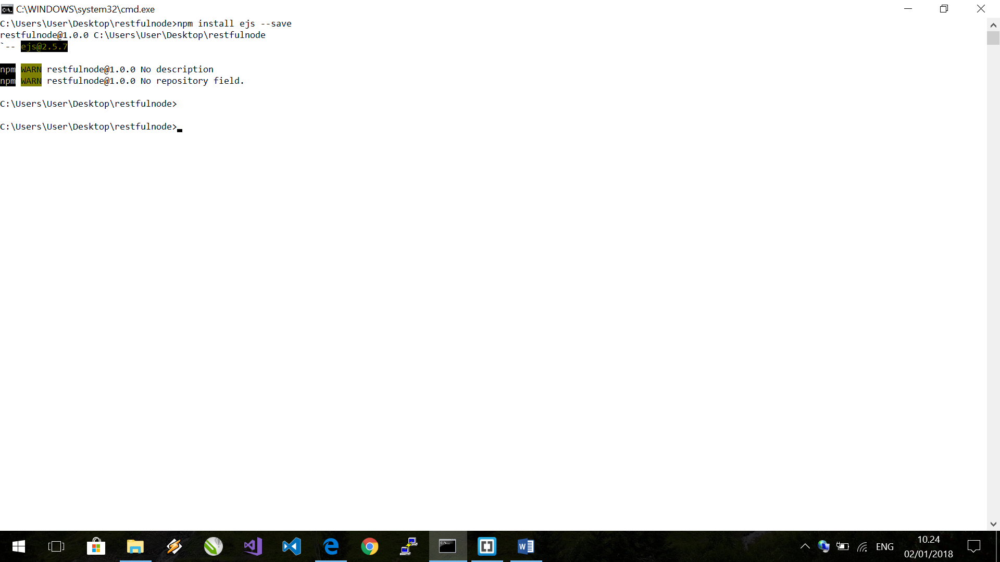 C:\WINDOWS\system32\cmd.exe
C:\Users\User\Desktop\restfulnode>npm install ejs --save
restfulnode@1.0.0 C:\Users\User\Desktop\restfulnode
`-- ejs@2.5.7
npm WARN restfulnode@1.0.0 No description
npm WARN restfulnode@1.0.0 No repository field.
C:\Users\User\Desktop\restfulnode>
C:\Users\User\Desktop\restfulnode>
ENG
10.24
02/01/2018